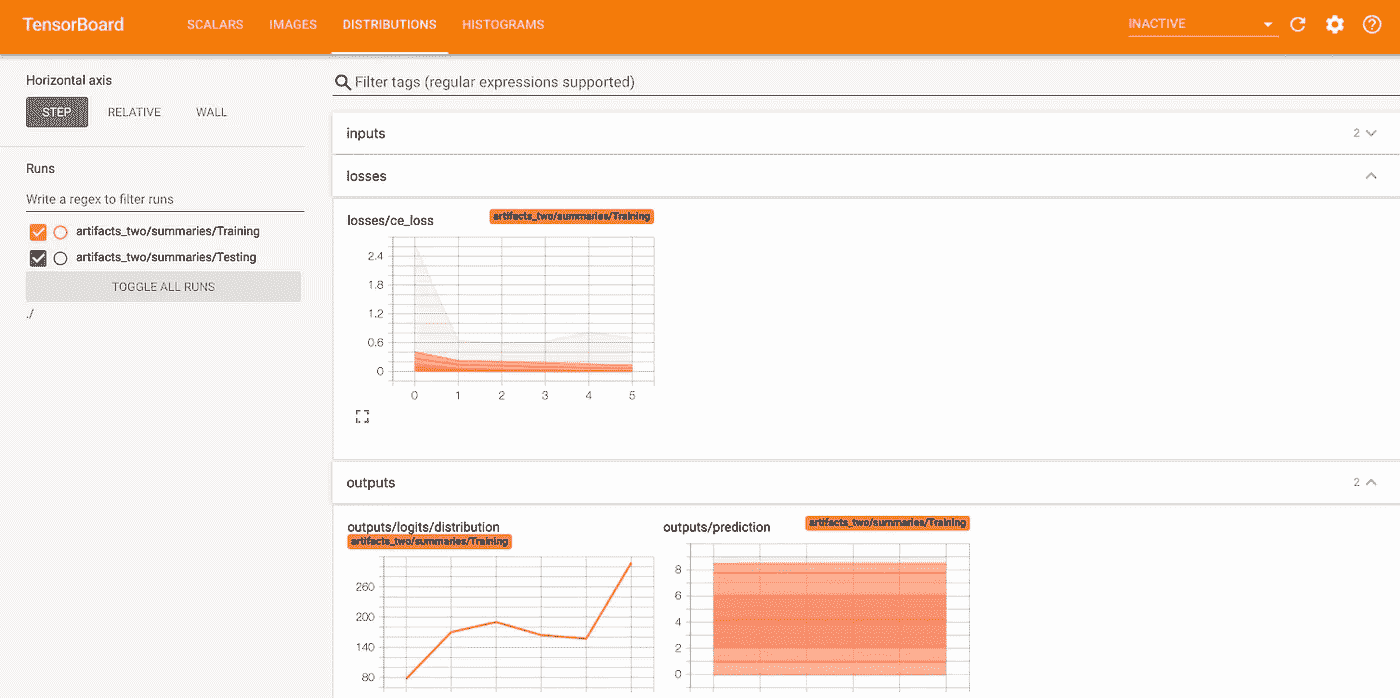 TensorBoard SCALARS IMAGES DISTRIBUTIONS HISTOGRAMS INACTIVE
Horizontal axis
STEP RELATIVE WALL
Runs
Write a regex to filter runs
artifacts_two/summaries/Training
artifacts_two/summaries/Testing
TOGGLE ALL RUNS
./
Filter tags (regular expressions supported)
inputs 2
losses
losses/ce_loss artifacts_two/summaries/Training
2.4
1.8
1.2
0.6
0
0 1 2 3 4 5
outputs 2
outputs/logits/distribution
artifacts_two/summaries/Training
260
200
140
80
outputs/prediction artifacts_two/summaries/Training
8
6
4
2
0